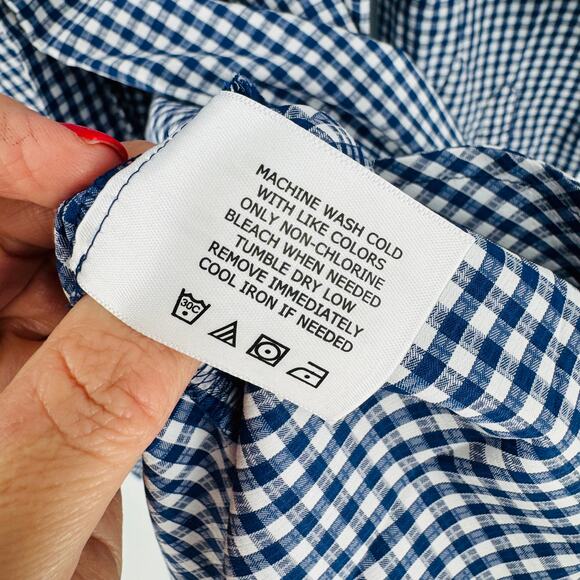 MACHINE WASH COLD
WITH LIKE COLORS
ONLY NON-CHLORINE
BLEACH WHEN NEEDED
TUMBLE DRY LOW
REMOVE IMMEDIATELY
COOL IRON IF NEEDED
30C